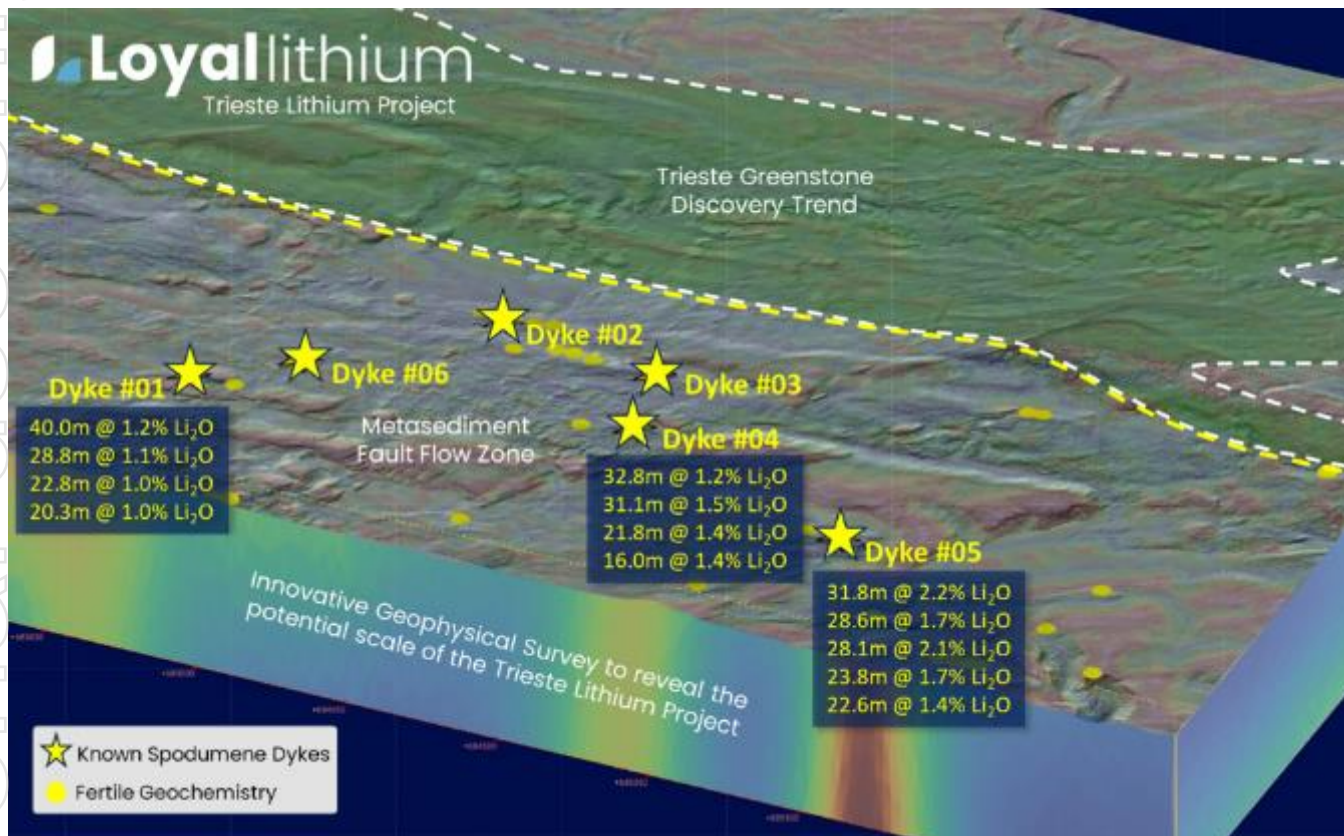 Loyallithium
Trieste Lithium Project
Trieste Greenstone
Discovery Trend
Dyke #02
Dyke #06
Dyke #03
Dyke #01
40.0m @ 1.2% Li₂O
28.8m @ 1.1% Li₂O
22.8m @ 1.0% Li₂O
20.3m @ 1.0% Li₂O
Metasediment
Fault Flow Zone
Dyke #04
32.8m @ 1.2% Li₂O
31.1m @ 1.5% Li₂O
21.8m @ 1.4% Li₂O
16.0m @ 1.4% Li₂O
Dyke #05
31.8m @ 2.2% Li₂O
28.6m @ 1.7% Li₂O
28.1m @ 2.1% Li₂O
23.8m @ 1.7% Li₂O
22.6m @ 1.4% Li₂O
Innovative Geophysical Survey to reveal the
potential scale of the Trieste Lithium Project
Known Spodumene Dykes
Fertile Geochemistry